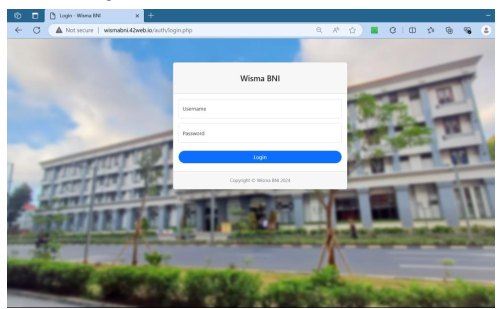 Login - Wisma BNI
Not secure | wismabni.42web.io/auth/login.php
Wisma BNI
Username
Password
Login
Copyright © Wisma BNI 2024